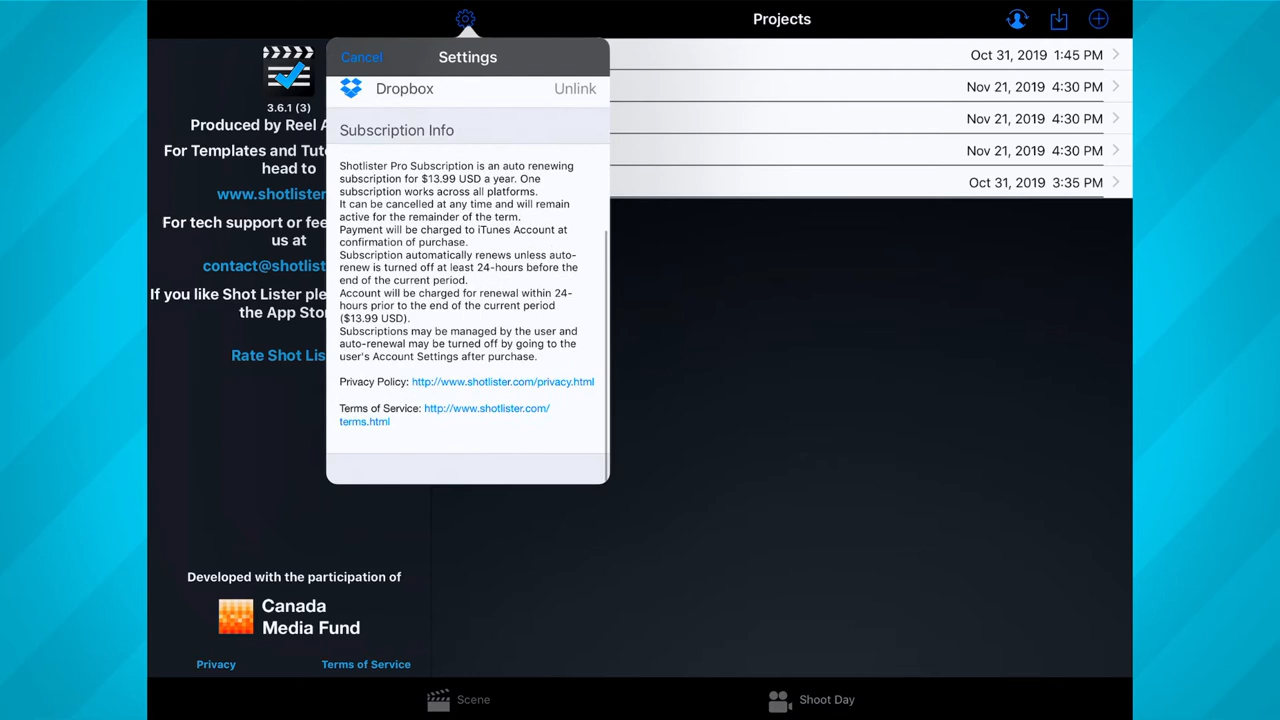 Projects
Cancel
Settings
Dropbox
Unlink
Subscription Info
Shotlister Pro Subscription is an auto renewing
subscription for $13.99 USD a year. One
subscription works across all platforms.
It can be cancelled at any time and will remain
active for the remainder of the term.
Payment will be charged to iTunes Account at
confirmation of purchase.
Subscription automatically renews unless auto-
renew is turned off at least 24-hours before the
end of the current period.
Account will be charged for renewal within 24-
hours prior to the end of the current period
($13.99 USD).
Subscriptions may be managed by the user and
auto-renewal may be turned off by going to the
user's Account Settings after purchase.
Privacy Policy: http://www.shotlister.com/privacy.html
Terms of Service: http://www.shotlister.com/
terms.html
3.6.1 (3)
Produced by Reel A
For Templates and Tut
head to
www.shotlister
For tech support or fee
us at
contact@shotlist
If you like Shot Lister ple
the App Sto
Rate Shot Lis
Developed with the participation of
Canada
Media Fund
Privacy
Terms of Service
Oct 31, 2019 1:45 PM
Nov 21, 2019 4:30 PM
Nov 21, 2019 4:30 PM
Nov 21, 2019 4:30 PM
Oct 31, 2019 3:35 PM
Scene
Shoot Day